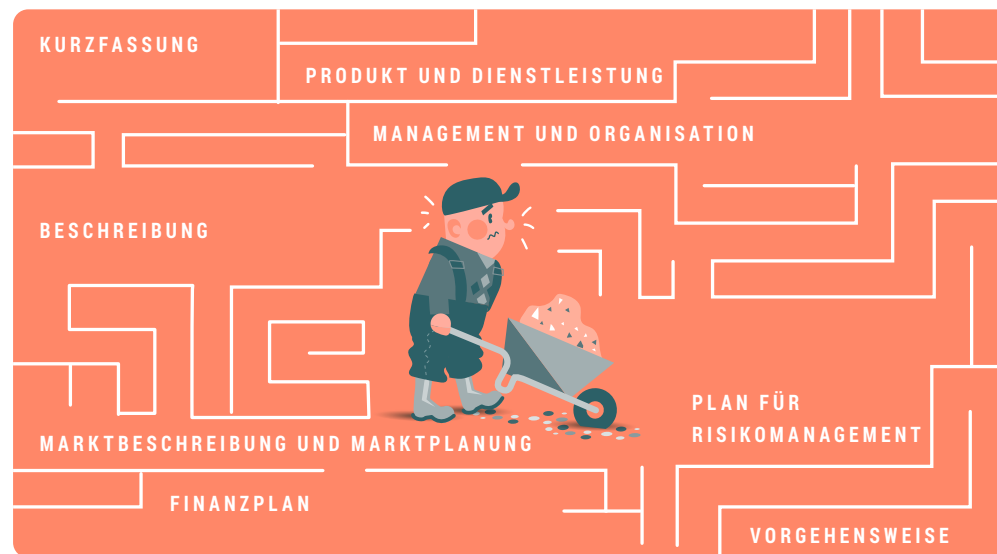 KURZFASSUNG
PRODUKT UND DIENSTLEISTUNG
MANAGEMENT UND ORGANISATION
BESCHREIBUNG
PLAN FÜR
RISIKOMANAGEMENT
MARKTBESCHREIBUNG UND MARKTPLANUNG
FINANZPLAN
VORGEHENSWEISE